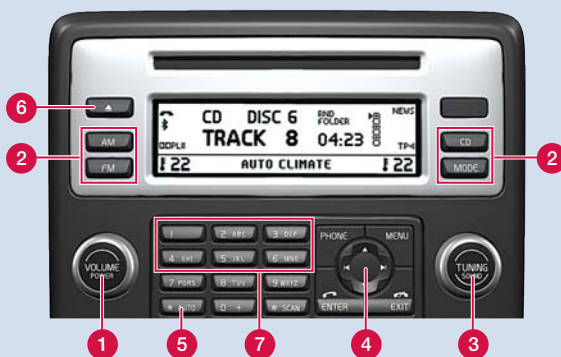 6
2
AM
FM
CD DISC 6 RND FOLDER NEWS
TRACK 8 04:23
TP
22 AUTO CLIMATE 22
CD
MODE
2
VOLUME
POWER
1
2 ABC 3 DEF
4 GHI 5 JKL 6 MNO
7 PQRS 8 TUV 9 WXYZ
* AUTO 0 + # SCAN
5
7
PHONE MENU
ENTER EXIT
4
TUNING
SOUND
3